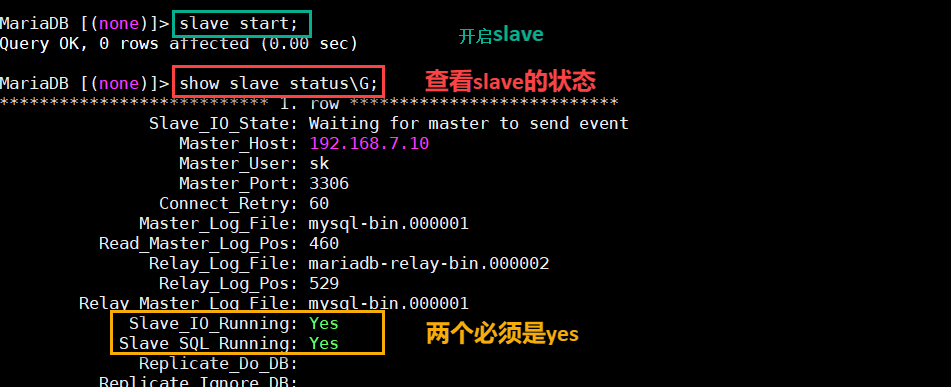 MariaDB [(none)]> slave start;
开启slave
Query OK, 0 rows affected (0.00 sec)
MariaDB [(none)]> show slave status\G;
查看slave的状态
*************************** 1. row ***************************
Slave_IO_State: Waiting for master to send event
Master_Host: 192.168.7.10
Master_User: sk
Master_Port: 3306
Connect_Retry: 60
Master_Log_File: mysql-bin.000001
Read_Master_Log_Pos: 460
Relay_Log_File: mariadb-relay-bin.000002
Relay_Log_Pos: 529
Relay_Master_Log_File: mysql-bin.000001
Slave_IO_Running: Yes
Slave_SQL_Running: Yes
两个必须是yes
Replicate_Do_DB:
Replicate_Ignore_DB: